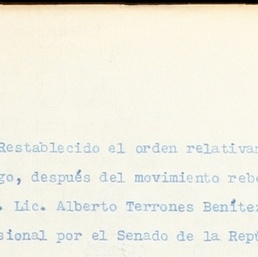 Restablecido el orden relativam
go, después del movimiento rebe
. Lic. Alberto Terrones Benítez
sional por el Senado de la Repú